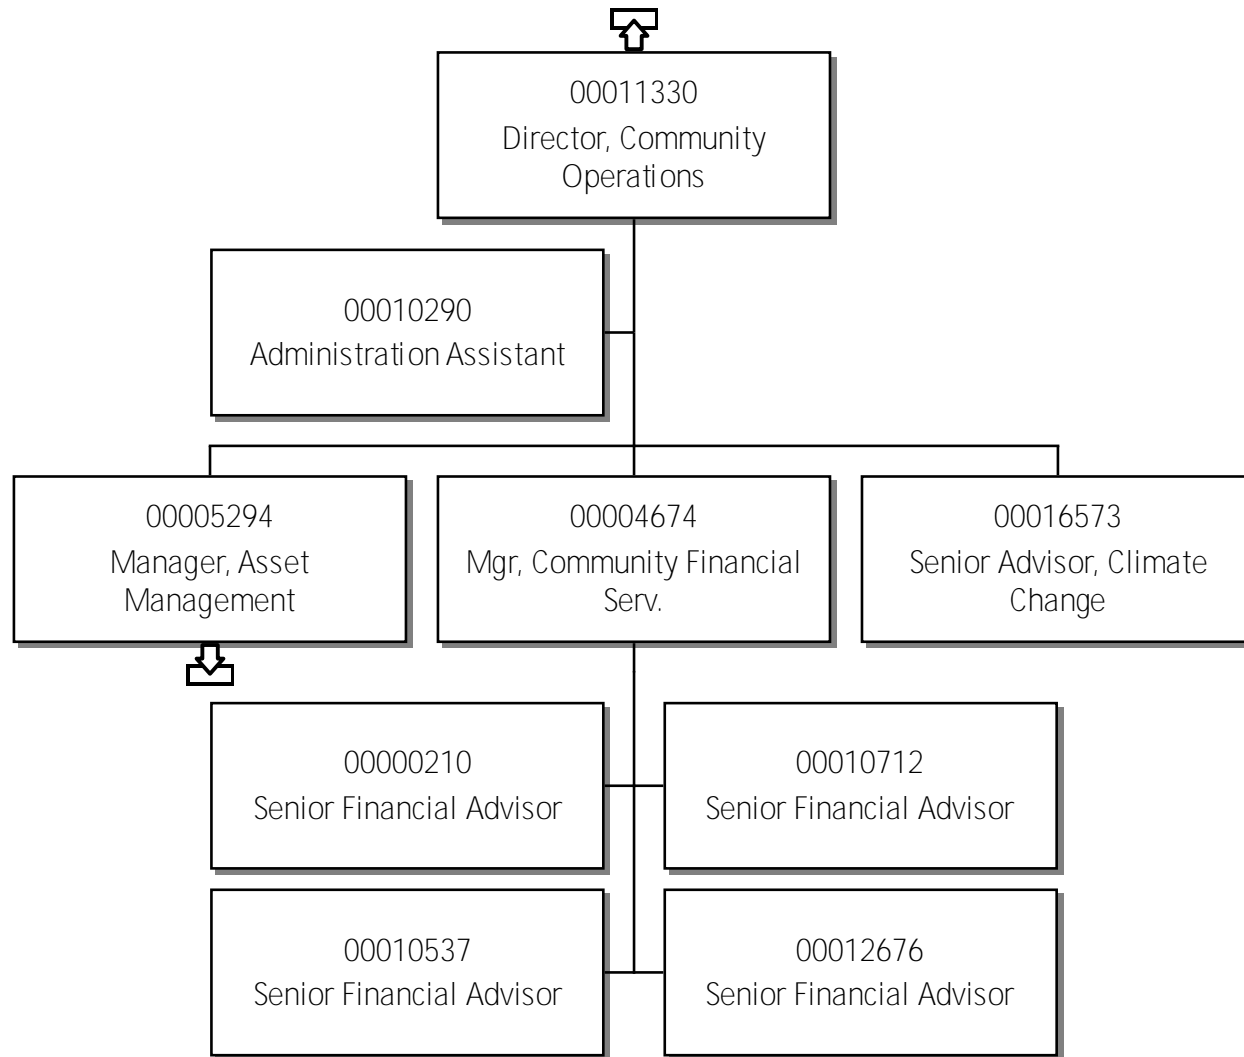 00011330
Director, Community
Operations
00010290
Administration Assistant
00005294
Manager, Asset
Management
00004674
Mgr, Community Financial
Serv.
00016573
Senior Advisor, Climate
Change
00000210
Senior Financial Advisor
00010712
Senior Financial Advisor
00010537
Senior Financial Advisor
00012676
Senior Financial Advisor